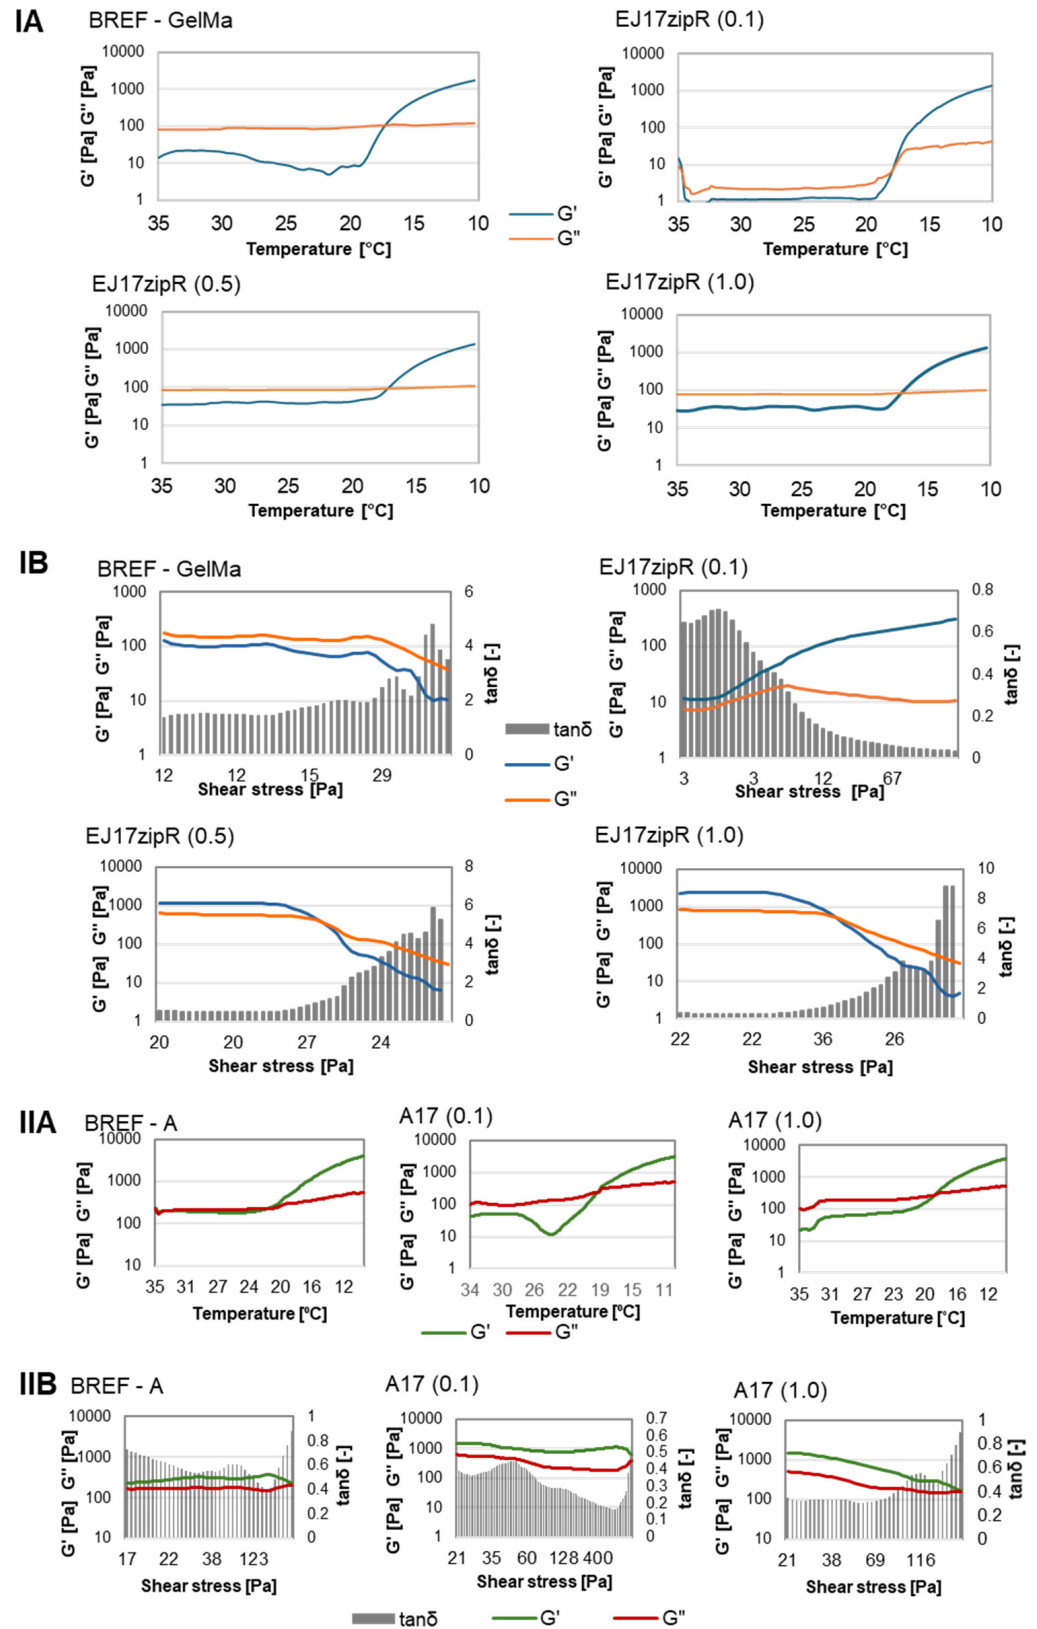 IA
BREF - GelMa
EJ17zipR (0.1)
G' [Pa] G'' [Pa]
10000
1000
100
10
1
35 30 25 20 15 10
Temperature [°C]
G'
G''
G' [Pa] G'' [Pa]
10000
1000
100
10
1
35 30 25 20 15 10
Temperature [°C]
EJ17zipR (0.5)
EJ17zipR (1.0)
G' [Pa] G'' [Pa]
10000
1000
100
10
1
35 30 25 20 15 10
Temperature [°C]
G' [Pa] G'' [Pa]
10000
1000
100
10
1
35 30 25 20 15 10
Temperature [°C]
IB
BREF - GelMa
EJ17zipR (0.1)
G' [Pa] G'' [Pa]
1000
100
10
1
6
4
2
0
tanδ [-]
12 12 15 29
Shear stress [Pa]
tanδ
G'
G''
G' [Pa] G'' [Pa]
1000
100
10
1
0.8
0.6
0.4
0.2
0
tanδ [-]
3 3 12 67
Shear stress [Pa]
EJ17zipR (0.5)
EJ17zipR (1.0)
G' [Pa] G'' [Pa]
10000
1000
100
10
1
8
6
4
2
0
tanδ [-]
20 20 27 24
Shear stress [Pa]
G' [Pa] G'' [Pa]
10000
1000
100
10
1
10
8
6
4
2
0
tanδ [-]
22 22 36 26
Shear stress [Pa]
IIA
BREF - A
A17 (0.1)
A17 (1.0)
G' [Pa] G'' [Pa]
10000
1000
100
10
35 31 27 24 20 16 12
Temperature [°C]
G' [Pa] G'' [Pa]
10000
1000
100
10
1
34 30 26 22 19 15 11
Temperature [°C]
G' [Pa] G'' [Pa]
10000
1000
100
10
1
35 31 27 23 20 16 12
Temperature [°C]
G'
G''
IIB
BREF - A
A17 (0.1)
A17 (1.0)
G' [Pa] G'' [Pa]
10000
1000
100
10
1
0.8
0.6
0.4
0.2
0
tanδ [-]
17 22 38 123
Shear stress [Pa]
G' [Pa] G'' [Pa]
10000
1000
100
10
1
0.7
0.6
0.5
0.4
0.3
0.2
0.1
0
tanδ [-]
21 35 60 128 400
Shear stress [Pa]
G' [Pa] G'' [Pa]
10000
1000
100
10
1
0.8
0.6
0.4
0.2
0
tanδ [-]
21 38 69 116
Shear stress [Pa]
tanδ
G'
G''